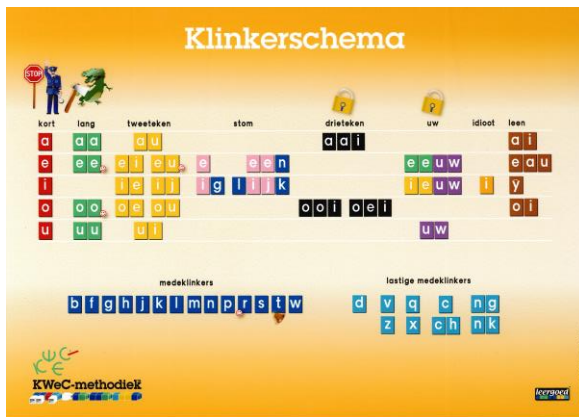 Klinkerschema
STOP
kort lang tweeteken stom drieteken uw idioot leen
a aa au aai ai
e ee ei eu e een eeuw eau
i ie ij ig lijk ieuw i y
o oo oe ou ooi oei oi
u uu ui uw
medeklinkers
b f g h j k l m n p r s t w
lastige medeklinkers
d v q c ng
z x ch nk
KWeC
KWeC-methodiek
leergoed